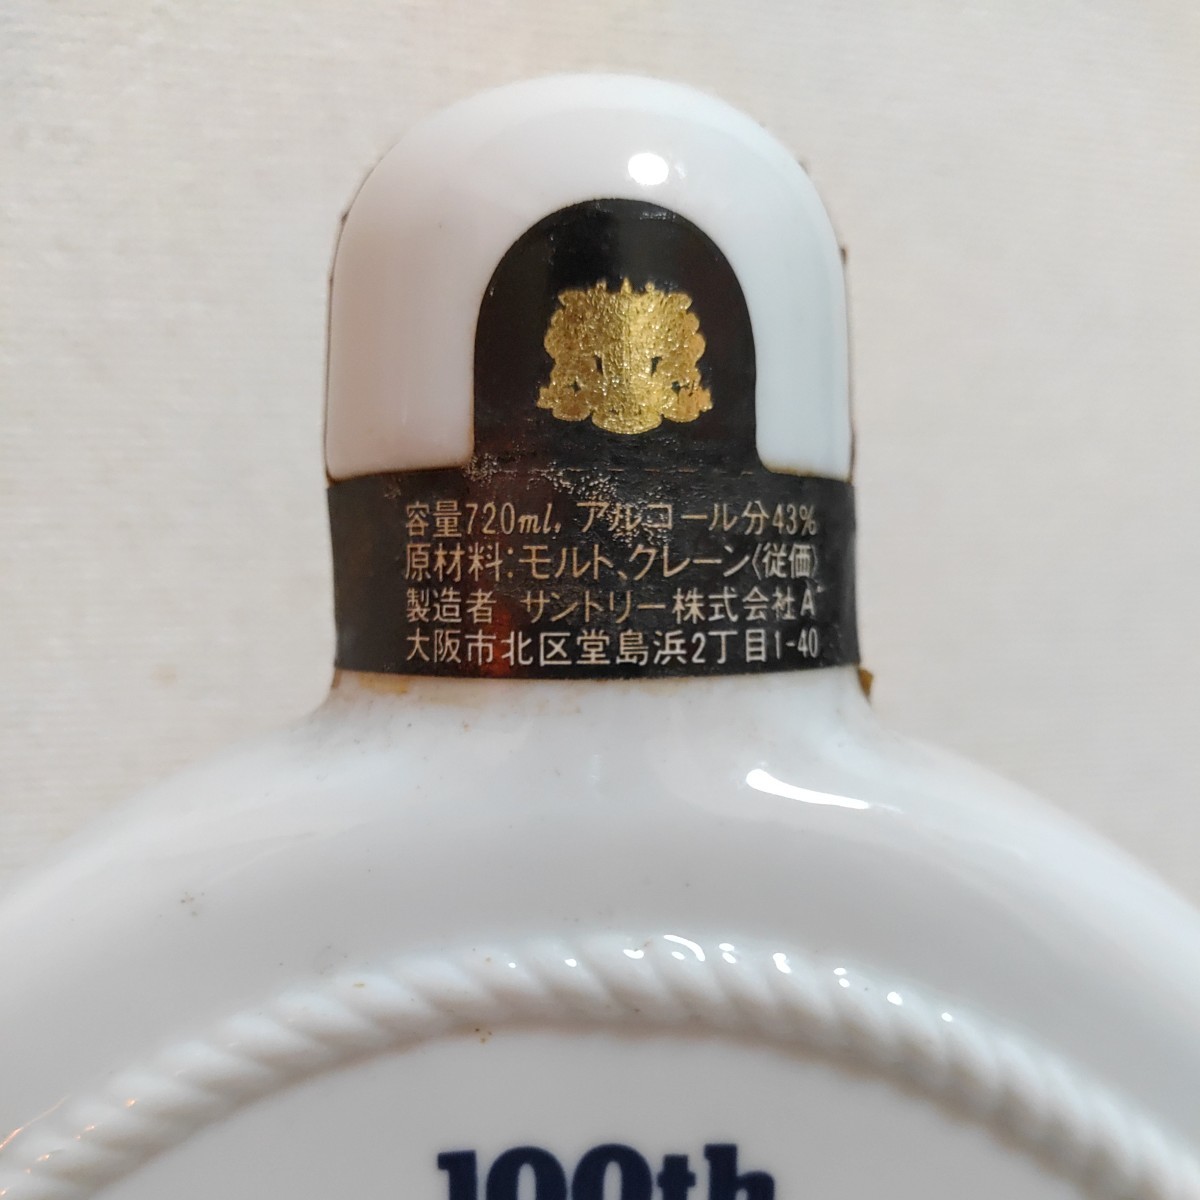 容量720ml, アルコール分43%
原材料:モルト、グレーン〈従価〉
製造者 サントリー株式会社A
大阪市北区堂島浜2丁目1-40
100th